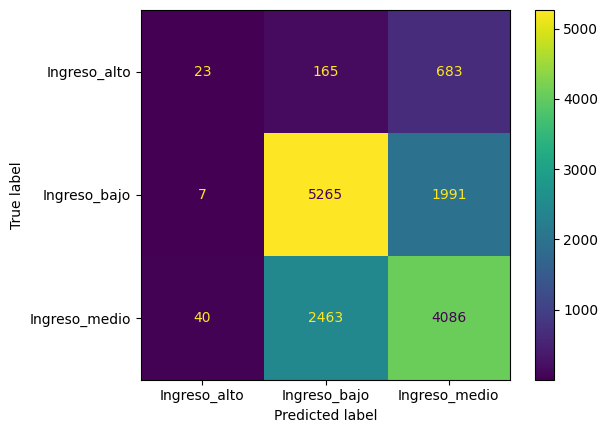 Ingreso_alto 23 165 683
Ingreso_bajo 7 5265 1991
Ingreso_medio 40 2463 4086
Ingreso_alto Ingreso_bajo Ingreso_medio
Predicted label
True label
5000
4000
3000
2000
1000